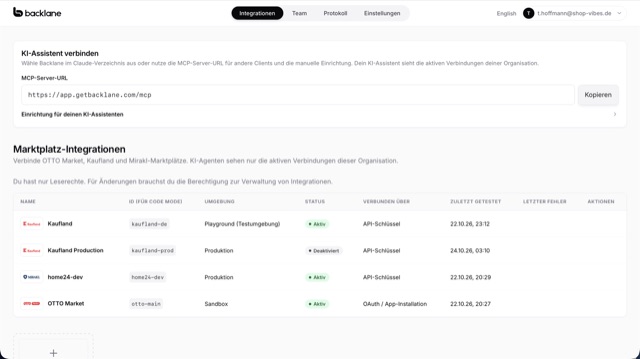 backlane
Integrationen Team Protokoll Einstellungen
English T t.hoffmann@shop-vibes.de
KI-Assistent verbinden
Wähle Backlane im Claude-Verzeichnis aus oder nutze die MCP-Server-URL für andere Clients und die manuelle Einrichtung. Dein KI-Assistent sieht die aktiven Verbindungen deiner Organisation.
MCP-Server-URL
https://app.getbacklane.com/mcp Kopieren
Einrichtung für deinen KI-Assistenten
Marktplatz-Integrationen
Verbinde OTTO Market, Kaufland und Mirakl-Marktplätze. KI-Agenten sehen nur die aktiven Verbindungen dieser Organisation.
Du hast nur Leserechte. Für Änderungen brauchst du die Berechtigung zur Verwaltung von Integrationen.
NAME ID (FÜR CODE MODE) UMGEBUNG STATUS VERBUNDEN ÜBER ZULETZT GETESTET LETZTER FEHLER AKTIONEN
Kaufland Kaufland kaufland-de Playground (Testumgebung) Aktiv API-Schlüssel 22.10.26, 23:12
Kaufland Kaufland Production kaufland-prod Produktion Deaktiviert API-Schlüssel 24.10.26, 03:10
MIRAKL home24-dev home24-dev Produktion Aktiv API-Schlüssel 22.10.26, 20:29
OTTO OTTO Market otto-main Sandbox Aktiv OAuth / App-Installation 22.10.26, 20:27